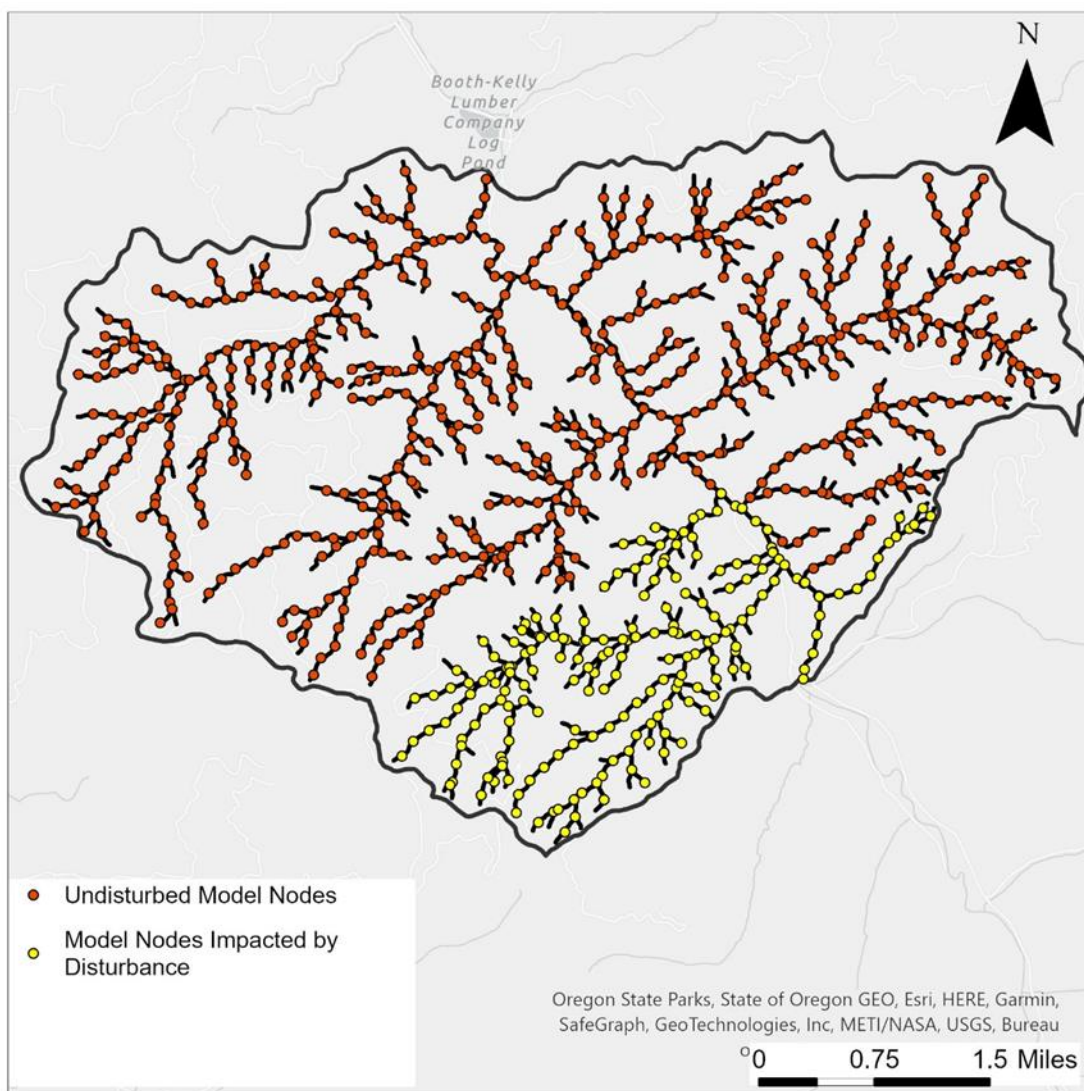 N
Booth-Kelly
Lumber
Company
Log
Pond
Undisturbed Model Nodes
Model Nodes Impacted by
Disturbance
Oregon State Parks, State of Oregon GEO, Esri, HERE, Garmin,
SafeGraph, GeoTechnologies, Inc, METI/NASA, USGS, Bureau
0 0.75 1.5 Miles